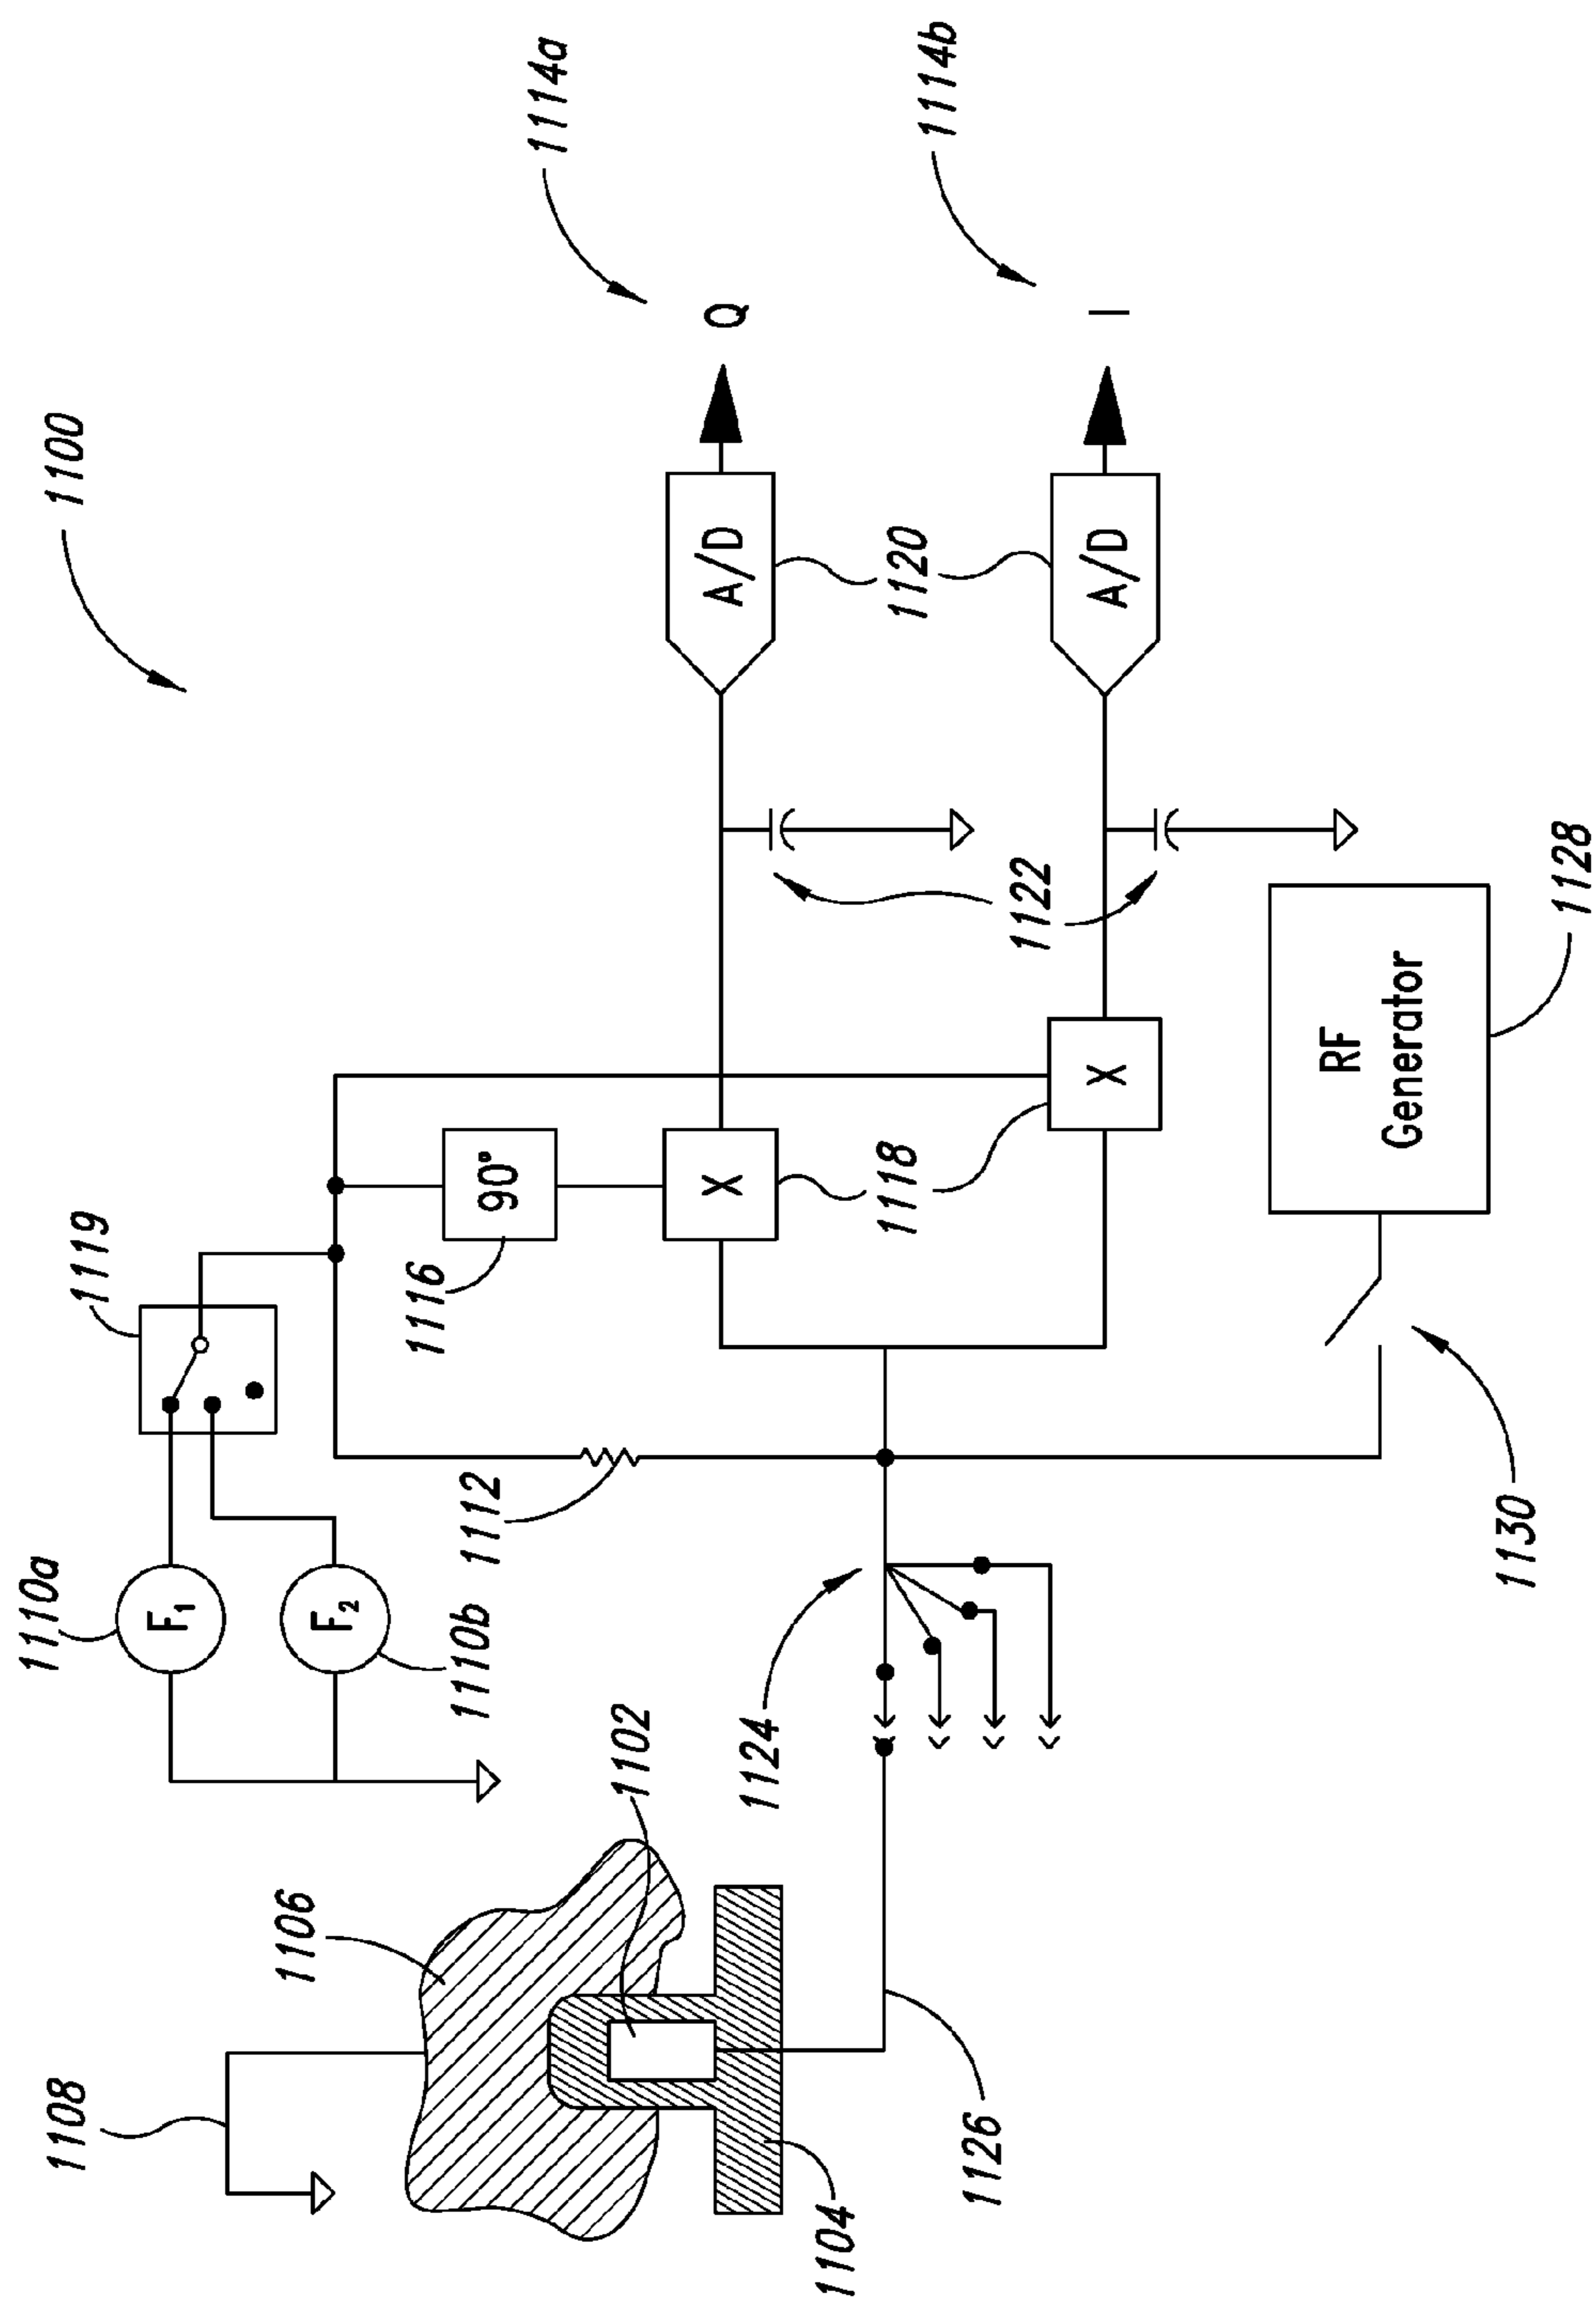 1100
1114a
1114b
Q
I
A/D
A/D
1120
1122
1119
90°
1116
X
X
1118
RF
Generator
1128
1130
1110a
F₁
F₂
1110b
1112
1124
1102
1106
1108
1104
1126